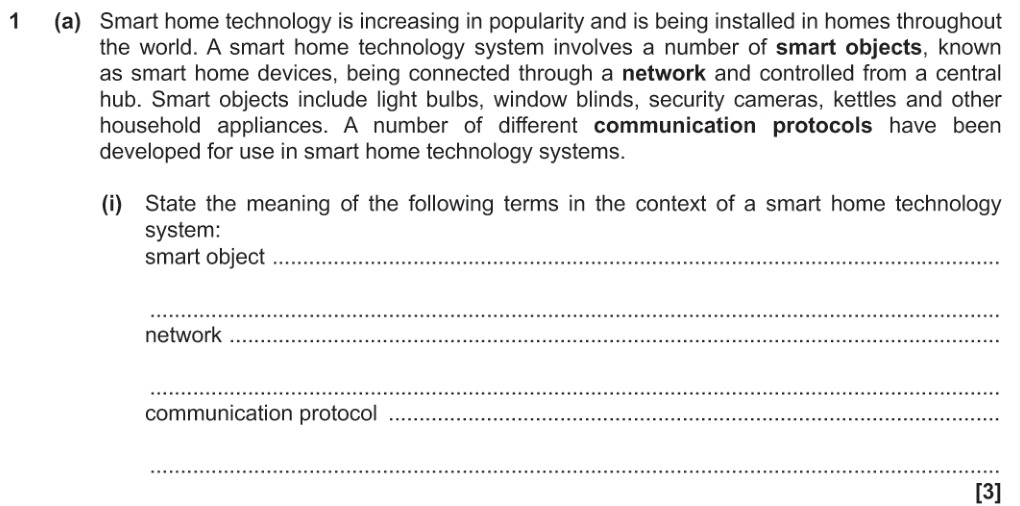 1 (a) Smart home technology is increasing in popularity and is being installed in homes throughout
the world. A smart home technology system involves a number of smart objects, known
as smart home devices, being connected through a network and controlled from a central
hub. Smart objects include light bulbs, window blinds, security cameras, kettles and other
household appliances. A number of different communication protocols have been
developed for use in smart home technology systems.
(i) State the meaning of the following terms in the context of a smart home technology
system:
smart object ........................................................................
........................................................................
network ........................................................................
........................................................................
communication protocol ........................................................................
........................................................................
[3]